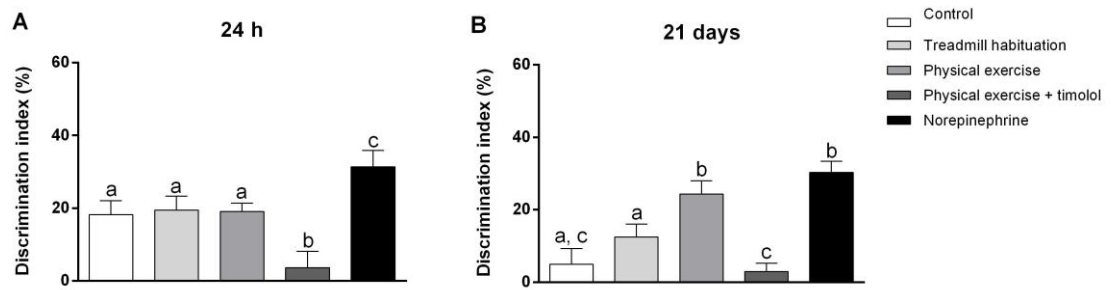 A
24 h
Discrimination index (%)
60
40
20
0
a
a
a
b
c
B
21 days
Discrimination index (%)
60
40
20
0
a, c
a
b
c
b
Control
Treadmill habituation
Physical exercise
Physical exercise + timolol
Norepinephrine